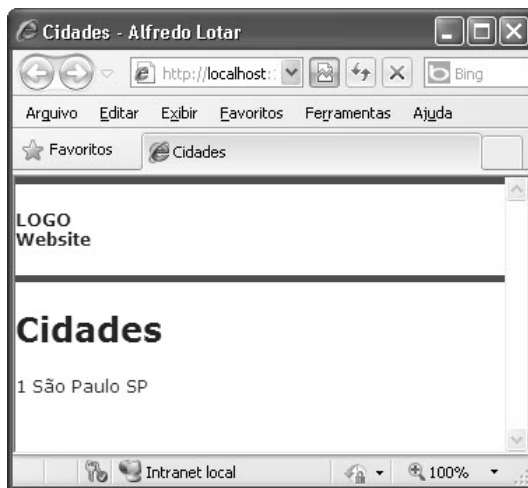 Cidades - Alfredo Lotar
http://localhost:
Bing
Arquivo Editar Exibir Favoritos Ferramentas Ajuda
Favoritos Cidades
LOGO
Website
Cidades
1 São Paulo SP
Intranet local 100%